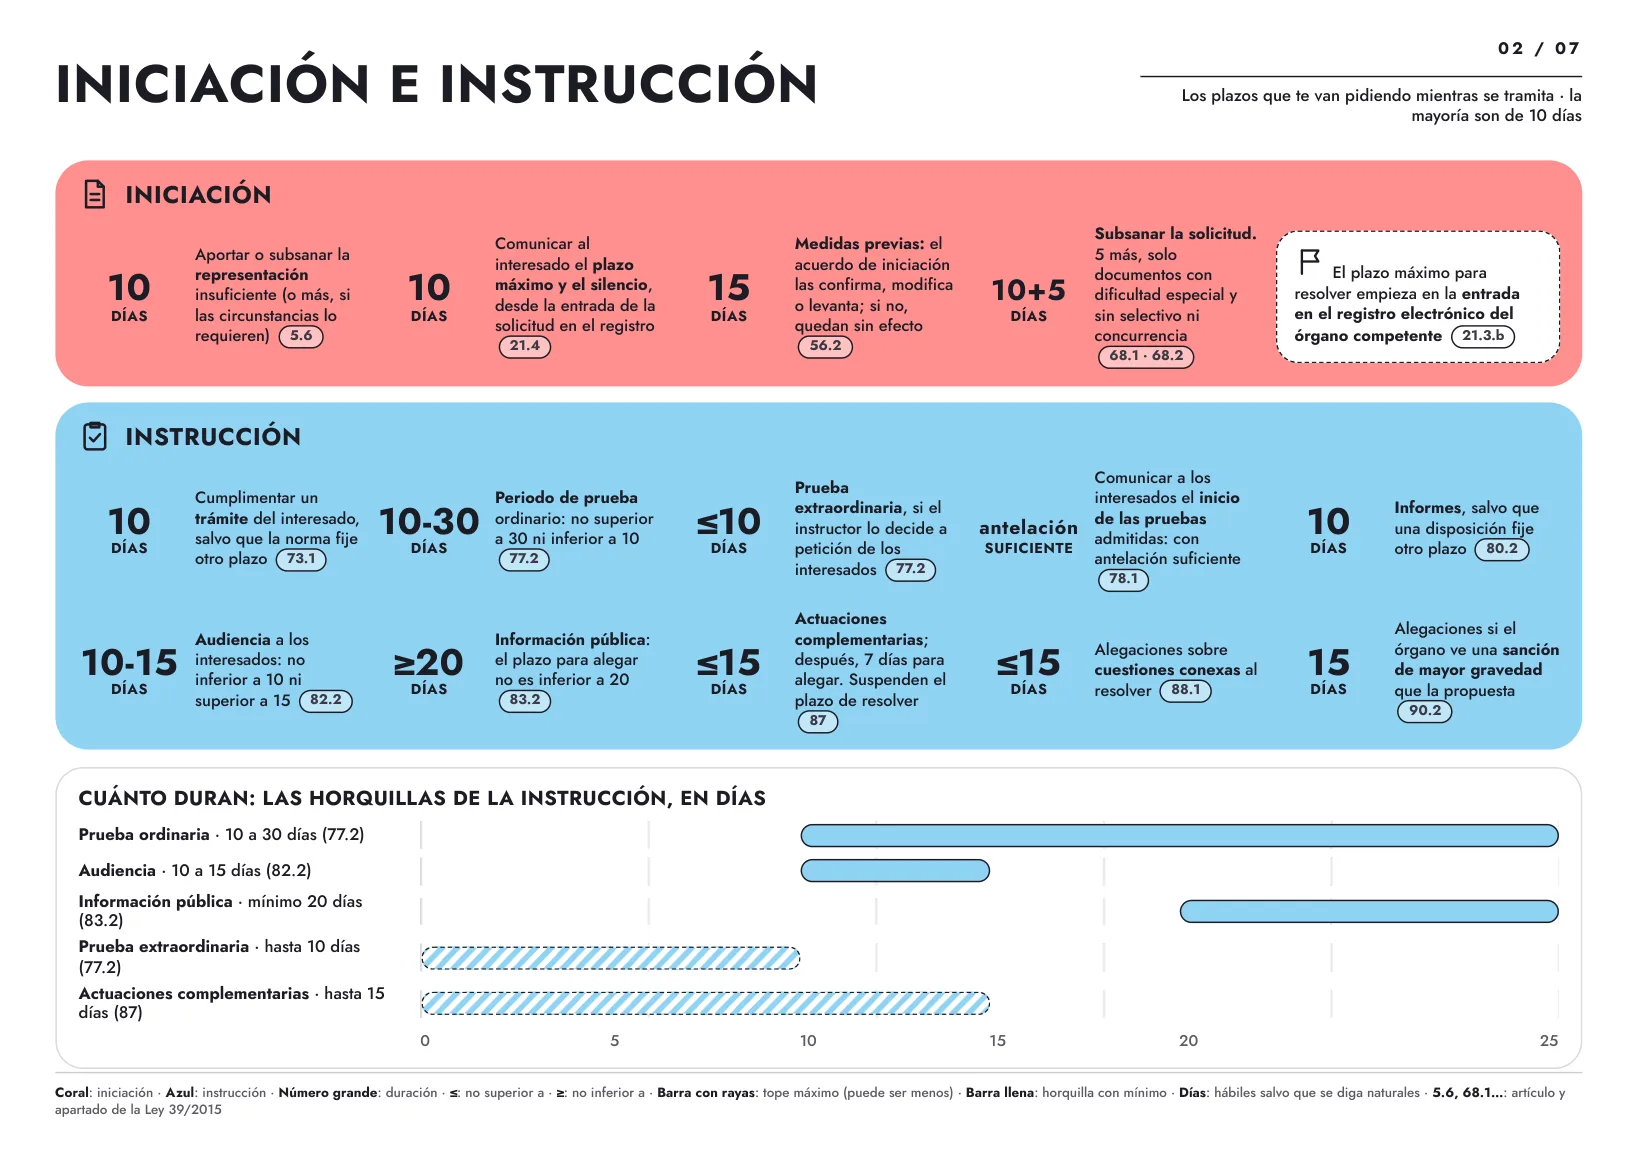 02 / 07
INICIACIÓN E INSTRUCCIÓN
Los plazos que te van pidiendo mientras se tramita · la
mayoría son de 10 días
INICIACIÓN
10
DÍAS
Aportar o subsanar la
representación
insuficiente (o más, si
las circunstancias lo
requieren) 5.6
10
DÍAS
Comunicar al
interesado el plazo
máximo y el silencio,
desde la entrada de la
solicitud en el registro
21.4
15
DÍAS
Medidas previas: el
acuerdo de iniciación
las confirma, modifica
o levanta; si no,
quedan sin efecto
56.2
10+5
DÍAS
Subsanar la solicitud.
5 más, solo
documentos con
dificultad especial y
sin selectivo ni
concurrencia
68.1 · 68.2
El plazo máximo para
resolver empieza en la entrada
en el registro electrónico del
órgano competente 21.3.b
INSTRUCCIÓN
10
DÍAS
Cumplimentar un
trámite del interesado,
salvo que la norma fije
otro plazo 73.1
10-30
DÍAS
Periodo de prueba
ordinario: no superior
a 30 ni inferior a 10
77.2
≤10
DÍAS
Prueba
extraordinaria, si el
instructor lo decide a
petición de los
interesados 77.2
antelación
SUFICIENTE
Comunicar a los
interesados el inicio
de las pruebas
admitidas: con
antelación suficiente
78.1
10
DÍAS
Informes, salvo que
una disposición fije
otro plazo 80.2
10-15
DÍAS
Audiencia a los
interesados: no
inferior a 10 ni
superior a 15 82.2
≥20
DÍAS
Información pública:
el plazo para alegar
no es inferior a 20
83.2
≤15
DÍAS
Actuaciones
complementarias;
después, 7 días para
alegar. Suspenden el
plazo de resolver
87
≤15
DÍAS
Alegaciones sobre
cuestiones conexas al
resolver 88.1
15
DÍAS
Alegaciones si el
órgano ve una sanción
de mayor gravedad
que la propuesta
90.2
CUÁNTO DURAN: LAS HORQUILLAS DE LA INSTRUCCIÓN, EN DÍAS
Prueba ordinaria · 10 a 30 días (77.2)
Audiencia · 10 a 15 días (82.2)
Información pública · mínimo 20 días
(83.2)
Prueba extraordinaria · hasta 10 días
(77.2)
Actuaciones complementarias · hasta 15
días (87)
0 5 10 15 20 25
Coral: iniciación · Azul: instrucción · Número grande: duración · ≤: no superior a · ≥: no inferior a · Barra con rayas: tope máximo (puede ser menos) · Barra llena: horquilla con mínimo · Días: hábiles salvo que se diga naturales · 5.6, 68.1...: artículo y
apartado de la Ley 39/2015